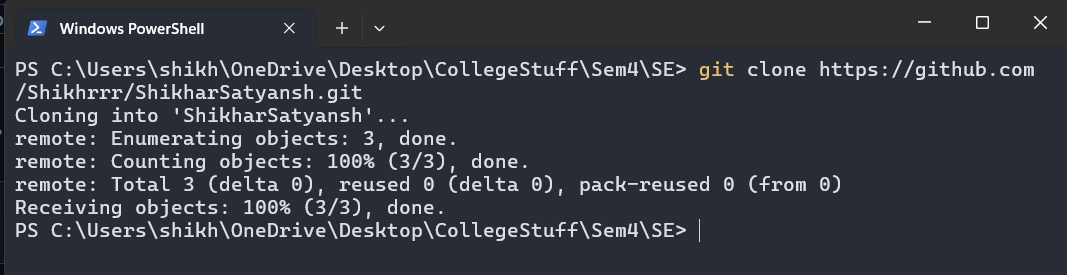 Windows PowerShell
PS C:\Users\shikh\OneDrive\Desktop\CollegeStuff\Sem4\SE> git clone https://github.com
/Shikhrrr/ShikharSatyansh.git
Cloning into 'ShikharSatyansh'...
remote: Enumerating objects: 3, done.
remote: Counting objects: 100% (3/3), done.
remote: Total 3 (delta 0), reused 0 (delta 0), pack-reused 0 (from 0)
Receiving objects: 100% (3/3), done.
PS C:\Users\shikh\OneDrive\Desktop\CollegeStuff\Sem4\SE>